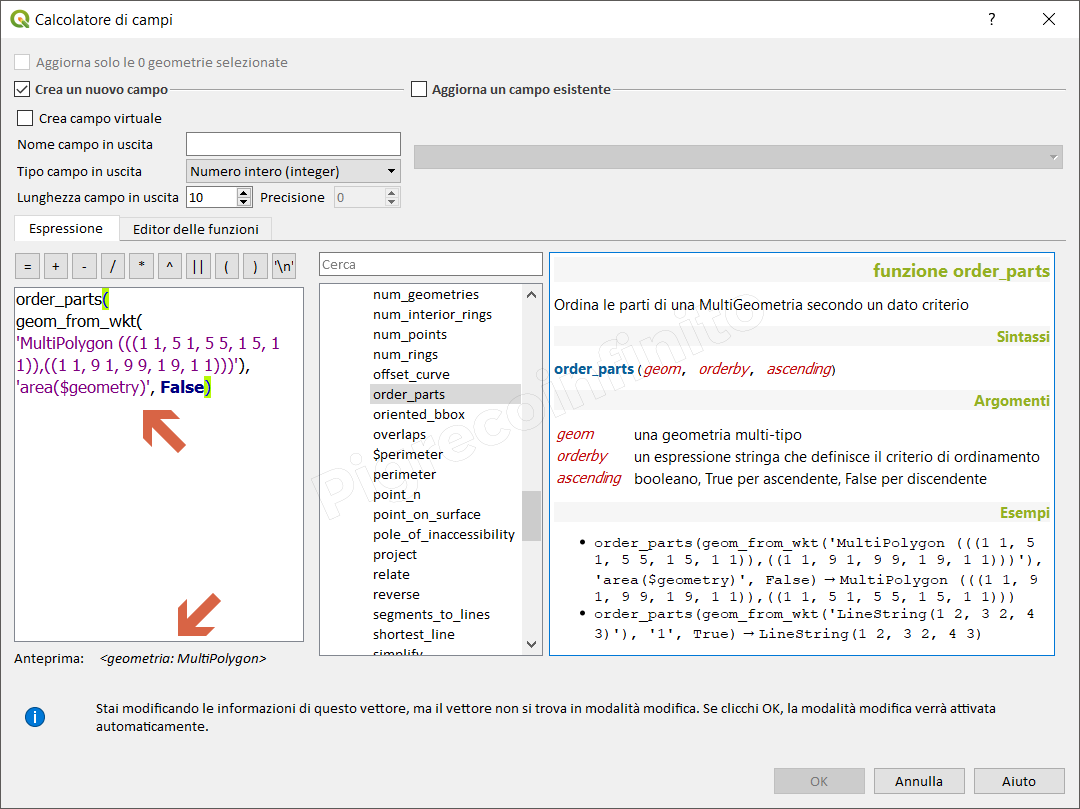 Calcolatore di campi
?
Aggiorna solo le 0 geometrie selezionate
Crea un nuovo campo
Aggiorna un campo esistente
Crea campo virtuale
Nome campo in uscita
Tipo campo in uscita
Numero intero (integer)
Lunghezza campo in uscita
10
Precisione
0
Espressione
Editor delle funzioni
= + - / * ^ || ( ) '\n'
order_parts(
geom_from_wkt(
'MultiPolygon (((1 1, 5 1, 5 5, 1 5, 1
1)),((1 1, 9 1, 9 9, 1 9, 1 1)))'),
'area($geometry)', False)
Anteprima:
<geometria: MultiPolygon>
Cerca
num_geometries
num_interior_rings
num_points
num_rings
offset_curve
order_parts
oriented_bbox
overlaps
$perimeter
perimeter
point_n
point_on_surface
pole_of_inaccessibility
project
relate
reverse
segments_to_lines
shortest_line
simplify
funzione order_parts
Ordina le parti di una MultiGeometria secondo un dato criterio
Sintassi
order_parts(geom, orderby, ascending)
Argomenti
geom una geometria multi-tipo
orderby un espressione stringa che definisce il criterio di ordinamento
ascending booleano, True per ascendente, False per discendente
Esempi
• order_parts(geom_from_wkt('MultiPolygon (((1 1, 5
1, 5 5, 1 5, 1 1)),((1 1, 9 1, 9 9, 1 9, 1 1)))'),
'area($geometry)', False) → MultiPolygon (((1 1, 9
1, 9 9, 1 9, 1 1)),((1 1, 5 1, 5 5, 1 5, 1 1)))
• order_parts(geom_from_wkt('LineString(1 2, 3 2, 4
3)'), '1', True) → LineString(1 2, 3 2, 4 3)
Pigrecoinfinito
Stai modificando le informazioni di questo vettore, ma il vettore non si trova in modalità modifica. Se clicchi OK, la modalità modifica verrà attivata
automaticamente.
OK
Annulla
Aiuto